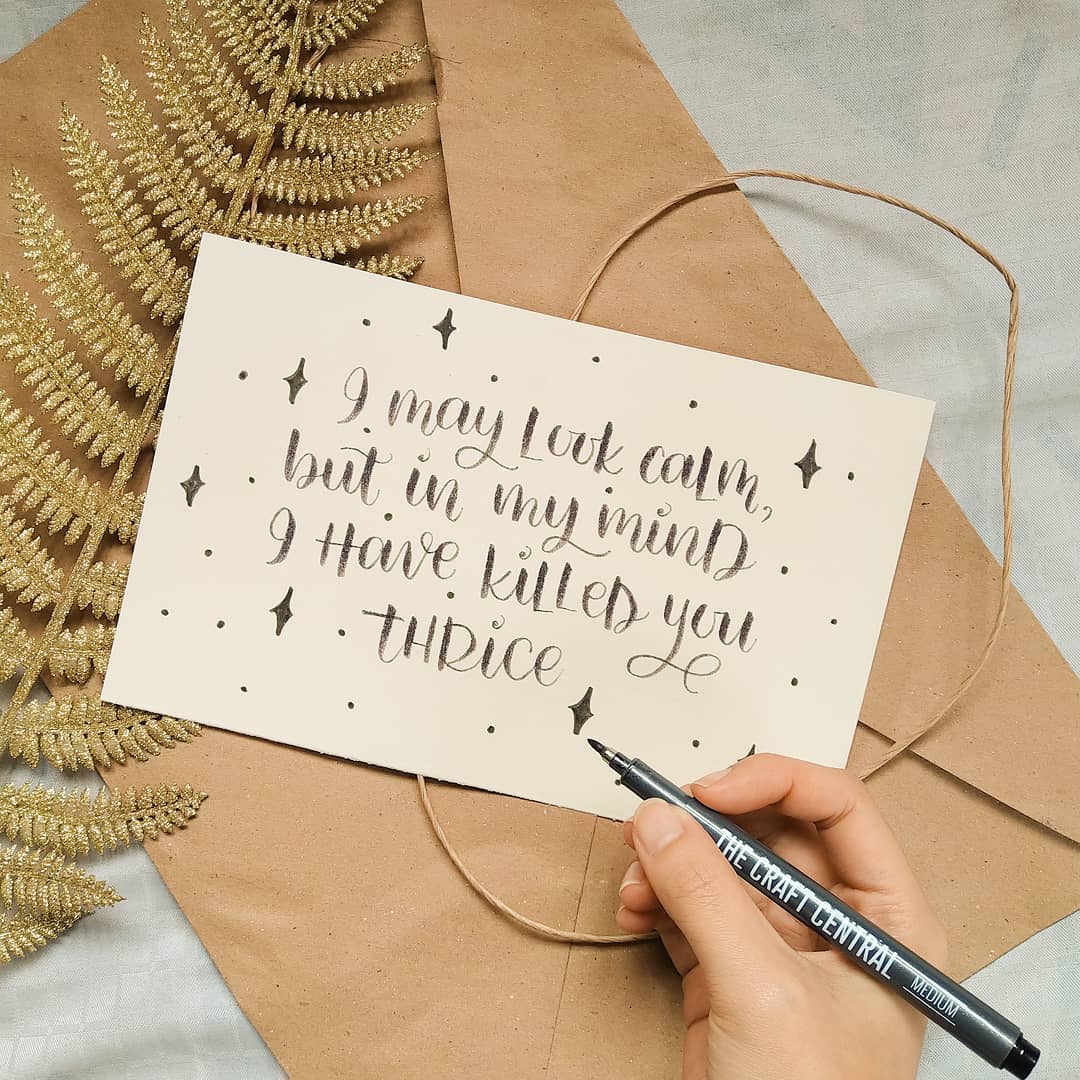 I may Look calm,
but in my minD
I Have kiLLeD you
THRice
THE CRAFT CENTRAL
MEDIUM